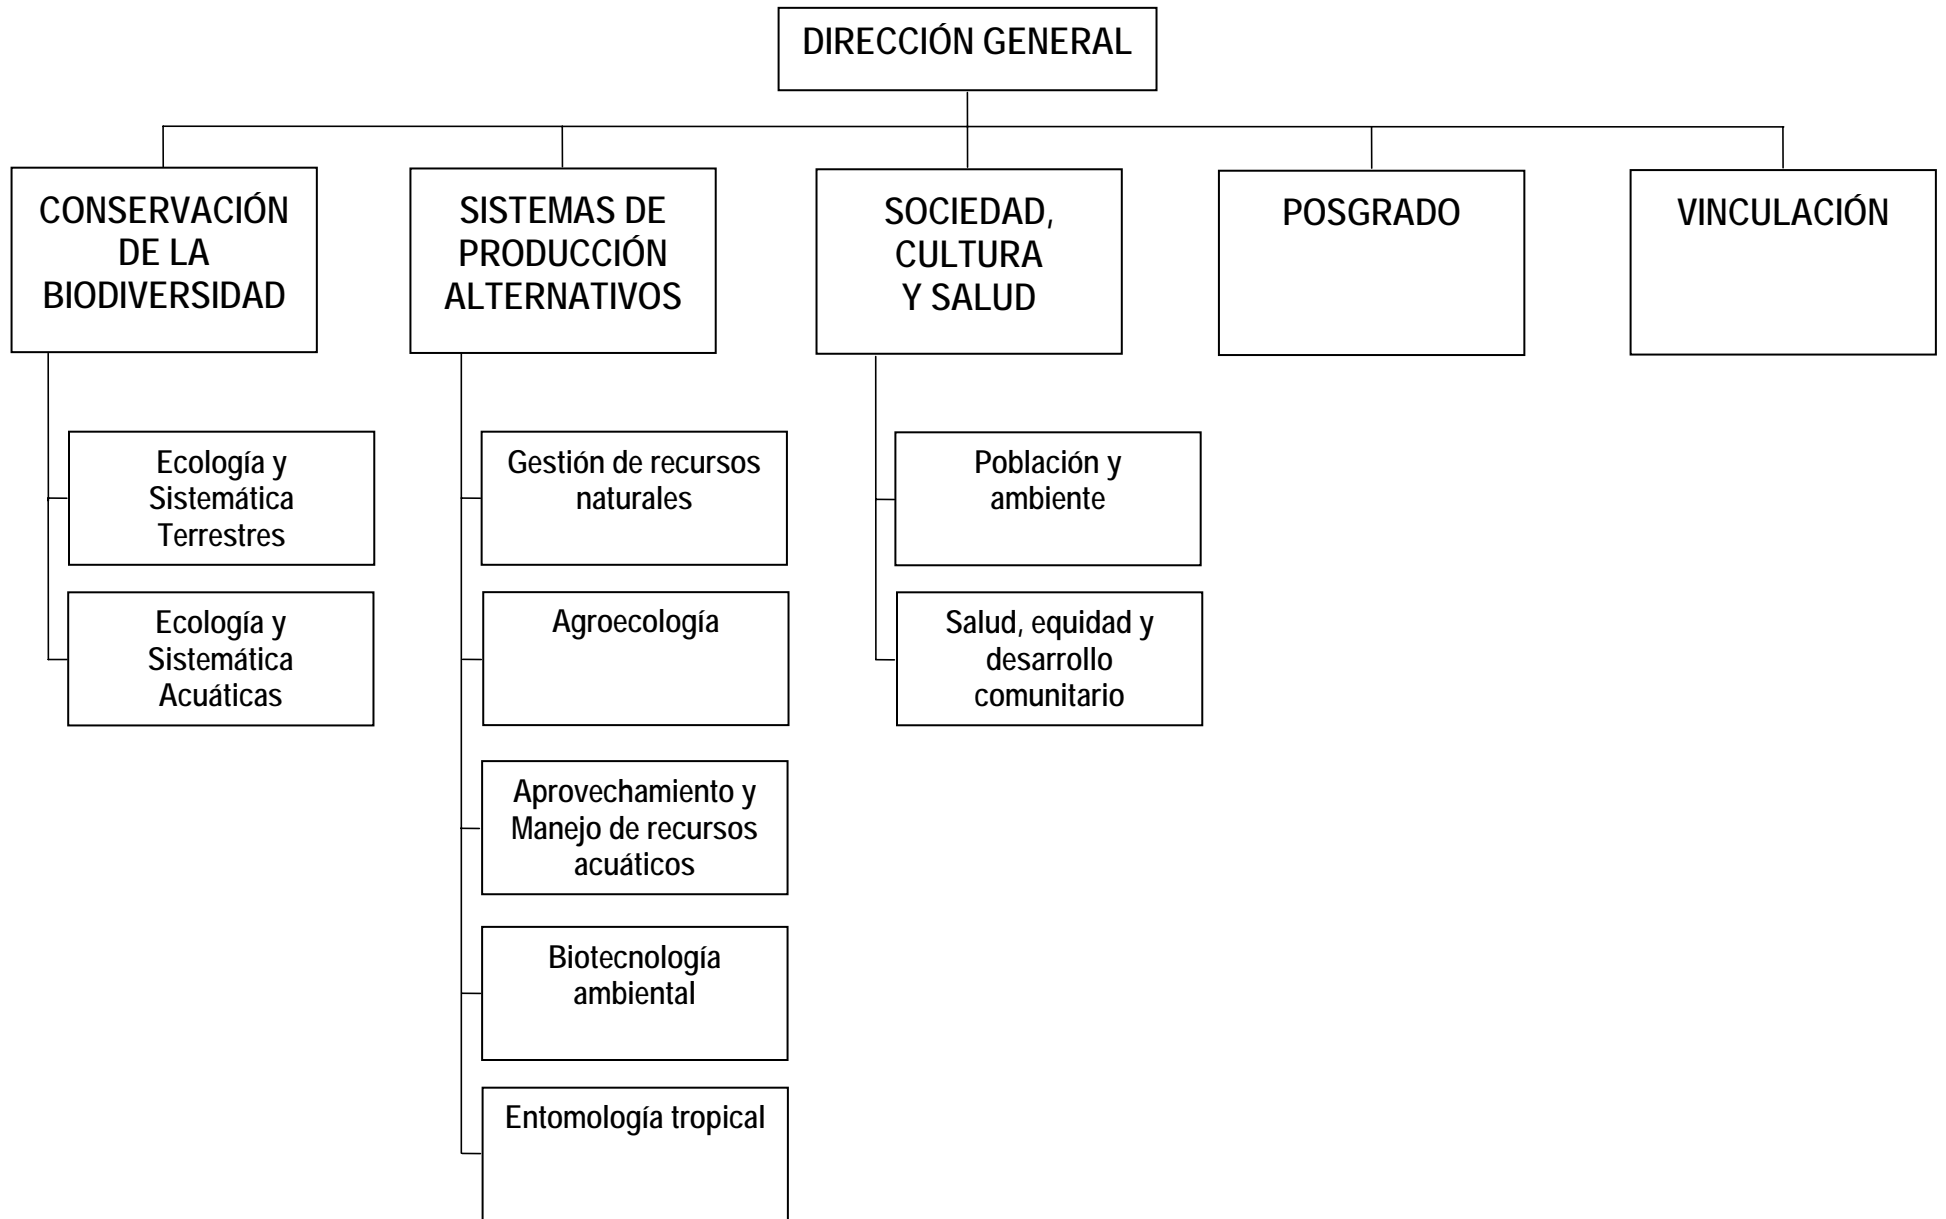 DIRECCIÓN GENERAL
CONSERVACIÓN
DE LA
BIODIVERSIDAD
SISTEMAS DE
PRODUCCIÓN
ALTERNATIVOS
SOCIEDAD,
CULTURA
Y SALUD
POSGRADO
VINCULACIÓN
Ecología y
Sistemática
Terrestres
Ecología y
Sistemática
Acuáticas
Gestión de recursos
naturales
Agroecología
Aprovechamiento y
Manejo de recursos
acuáticos
Biotecnología
ambiental
Entomología tropical
Población y
ambiente
Salud, equidad y
desarrollo
comunitario